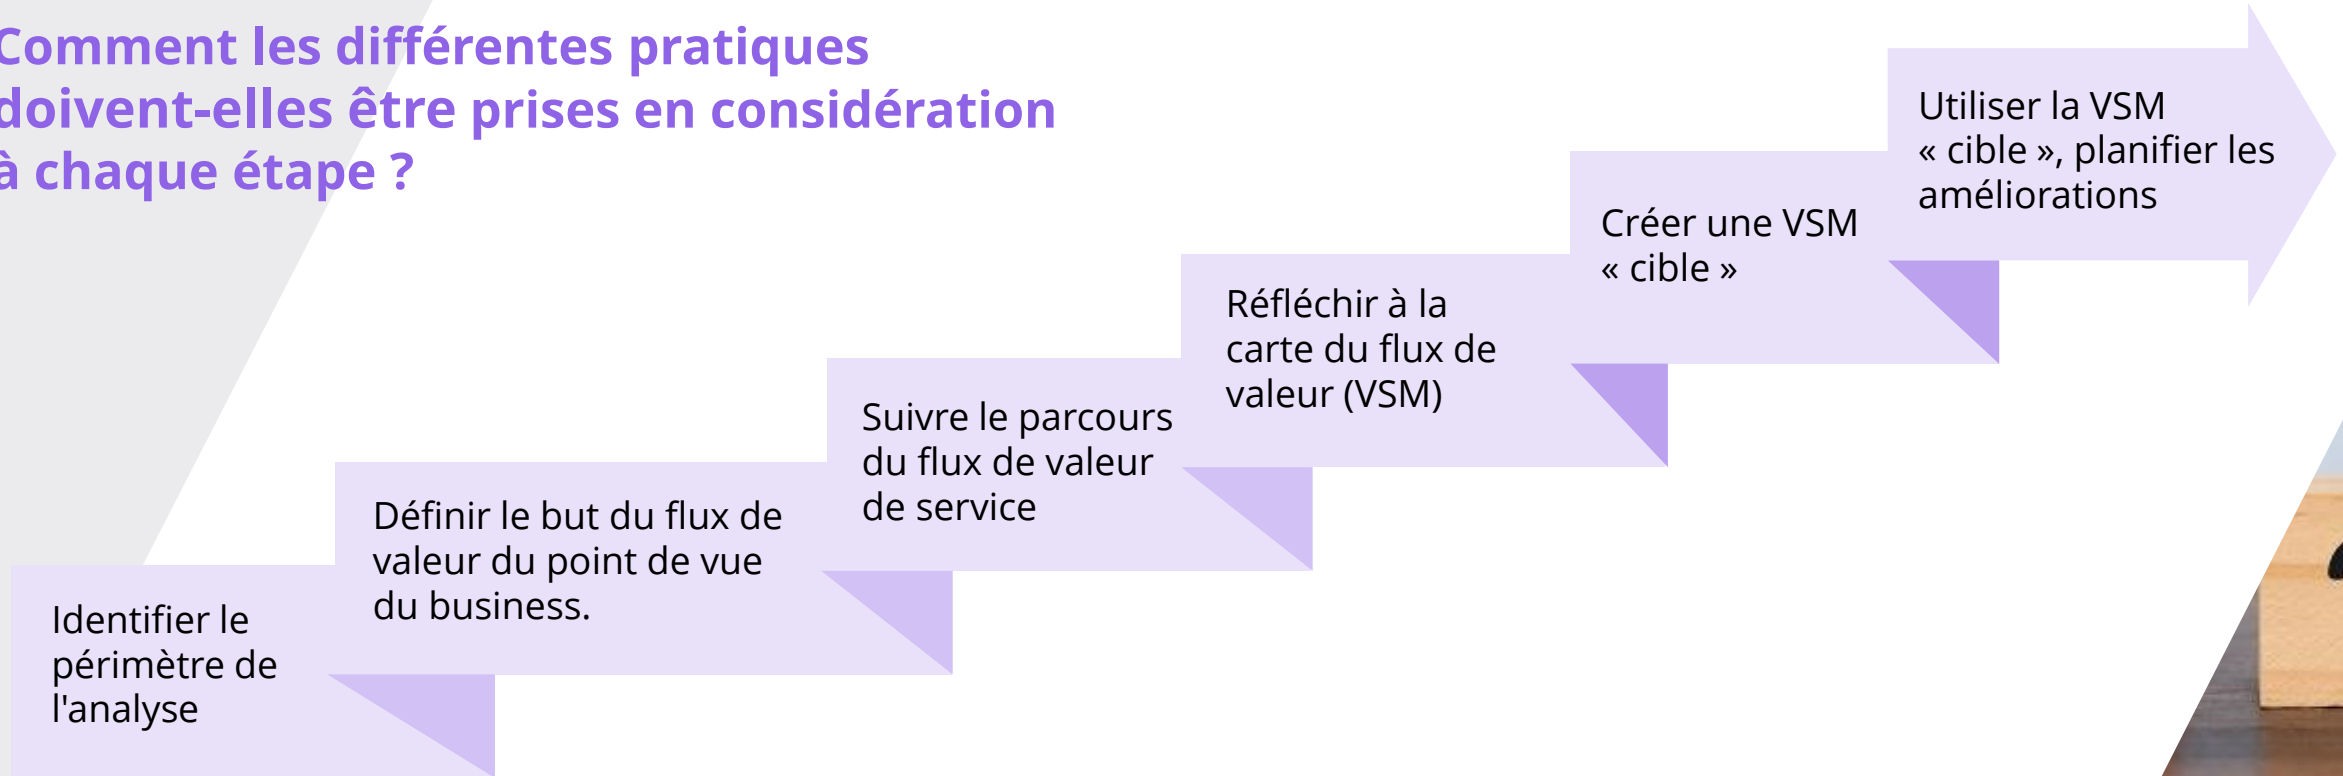 Comment les différentes pratiques
doivent-elles être prises en considération
à chaque étape ?
Identifier le
périmètre de
l'analyse
Définir le but du flux de
valeur du point de vue
du business.
Suivre le parcours
du flux de valeur
de service
Réfléchir à la
carte du flux de
valeur (VSM)
Créer une VSM
« cible »
Utiliser la VSM
« cible », planifier les
améliorations